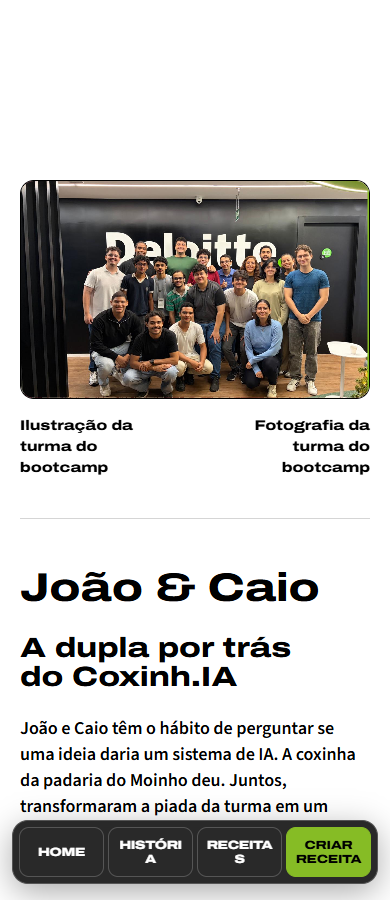 Deloitte
Ilustração da
turma do
bootcamp
Fotografia da
turma do
bootcamp
João & Caio
A dupla por trás
do Coxinh.IA
João e Caio têm o hábito de perguntar se
uma ideia daria um sistema de IA. A coxinha
da padaria do Moinho deu. Juntos,
transformaram a piada da turma em um
HOME
HISTÓRI
A
RECEITA
S
CRIAR
RECEITA